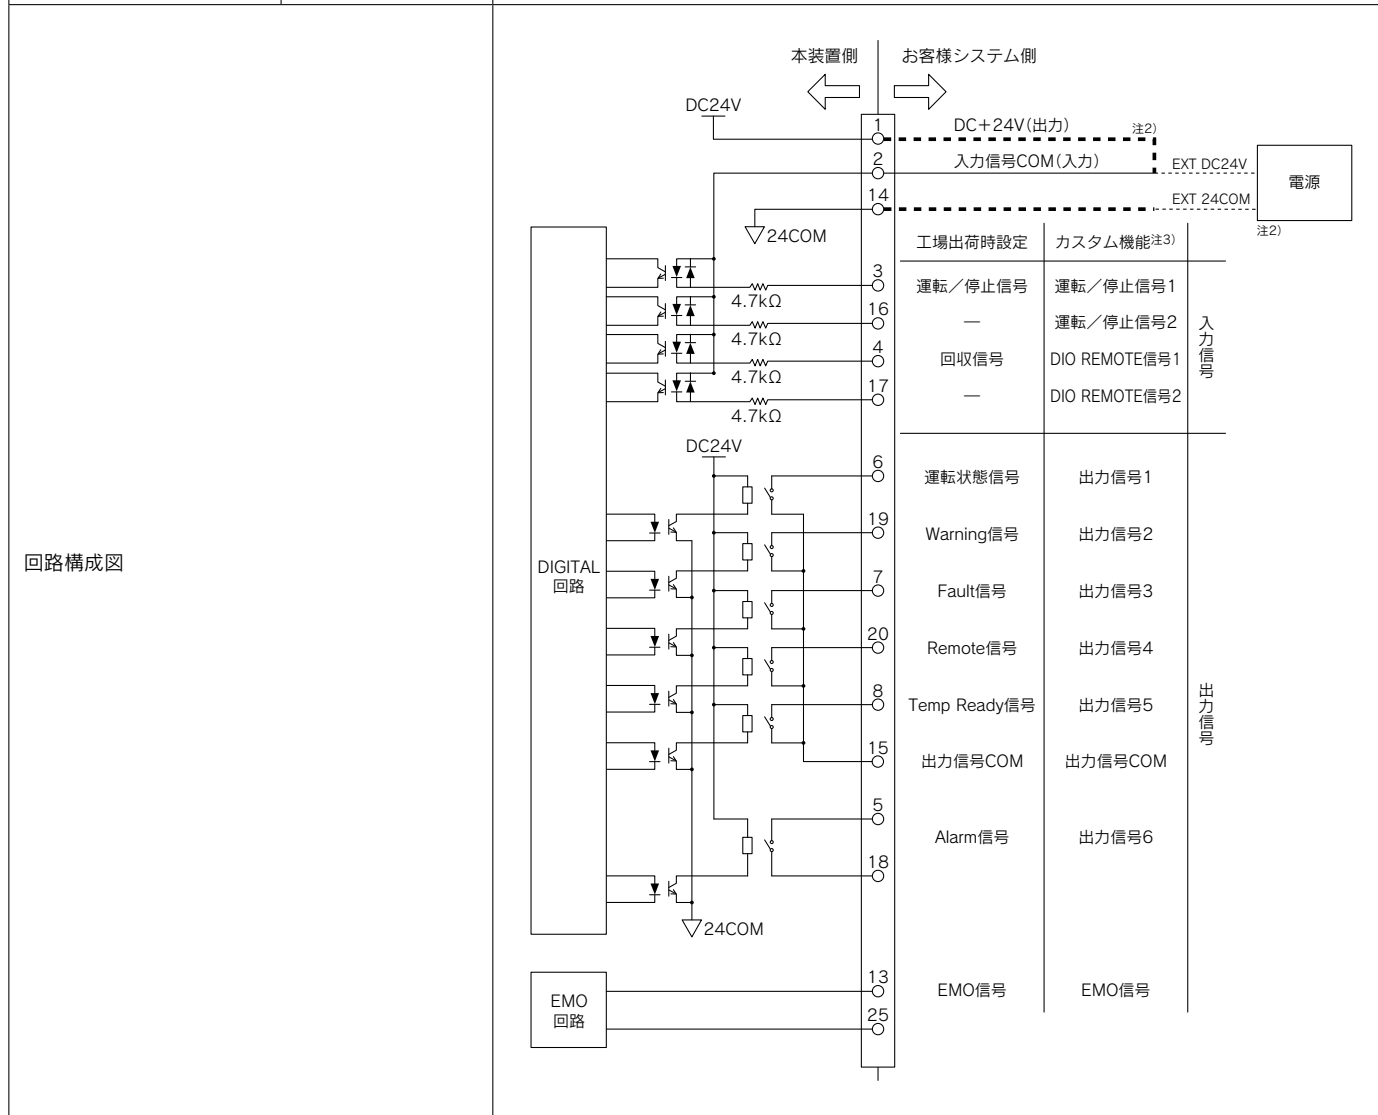 本装置側 お客様システム側
DC24V
1 DC+24V(出力) 注2)
2 入力信号COM(入力) EXT DC24V 電源
14 EXT 24COM
注2)
24COM
工場出荷時設定 カスタム機能注3)
3 運転／停止信号 運転／停止信号1
4.7kΩ
16 — 運転／停止信号2
4.7kΩ
4 回収信号 DIO REMOTE信号1
4.7kΩ
17 — DIO REMOTE信号2
4.7kΩ
入力信号
DC24V
6 運転状態信号 出力信号1
19 Warning信号 出力信号2
回路構成図
DIGITAL
回路
7 Fault信号 出力信号3
20 Remote信号 出力信号4
8 Temp Ready信号 出力信号5
出力信号
15 出力信号COM 出力信号COM
5
Alarm信号 出力信号6
18
24COM
EMO
回路
13 EMO信号 EMO信号
25